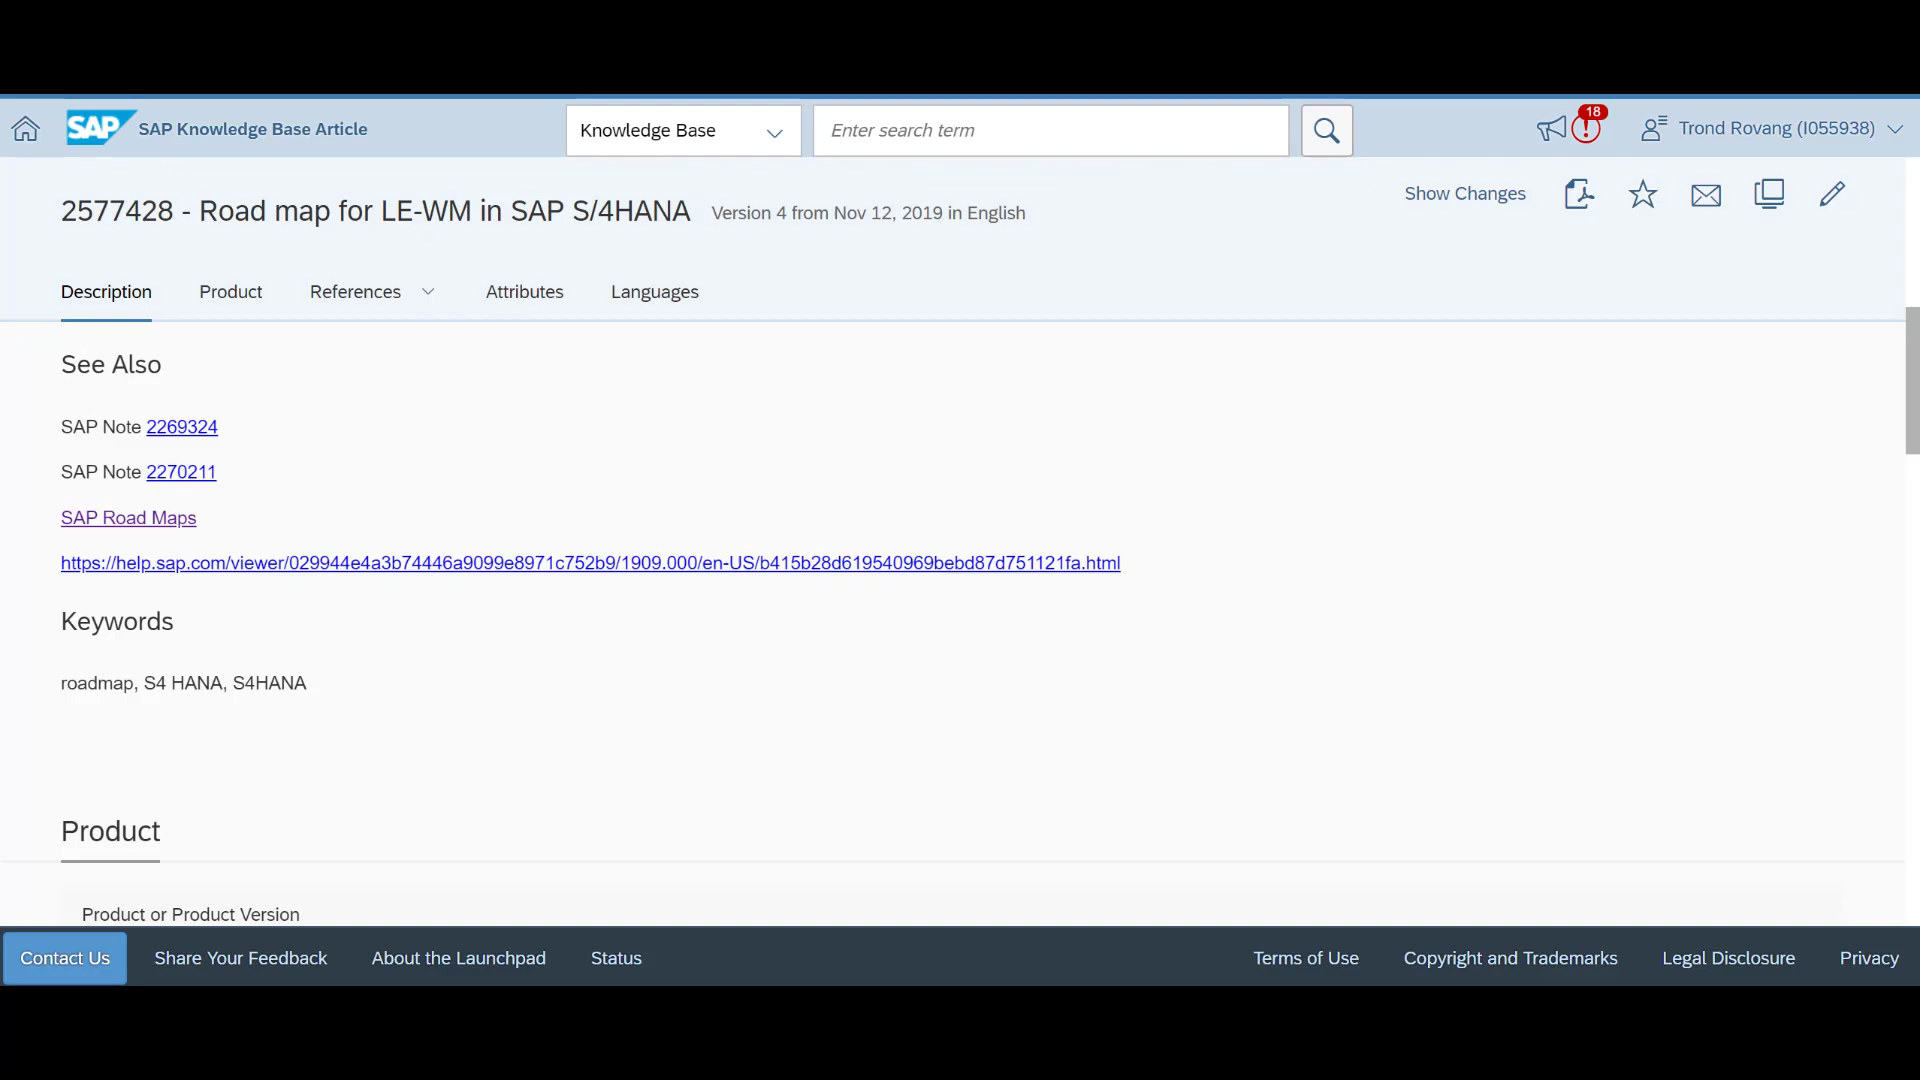 SAP SAP Knowledge Base Article Knowledge Base Enter search term 18 Trond Rovang (I055938)
2577428 - Road map for LE-WM in SAP S/4HANA Version 4 from Nov 12, 2019 in English Show Changes
Description Product References Attributes Languages
See Also
SAP Note 2269324
SAP Note 2270211
SAP Road Maps
https://help.sap.com/viewer/029944e4a3b74446a9099e8971c752b9/1909.000/en-US/b415b28d619540969bebd87d751121fa.html
Keywords
roadmap, S4 HANA, S4HANA
Product
Product or Product Version
Contact Us Share Your Feedback About the Launchpad Status Terms of Use Copyright and Trademarks Legal Disclosure Privacy